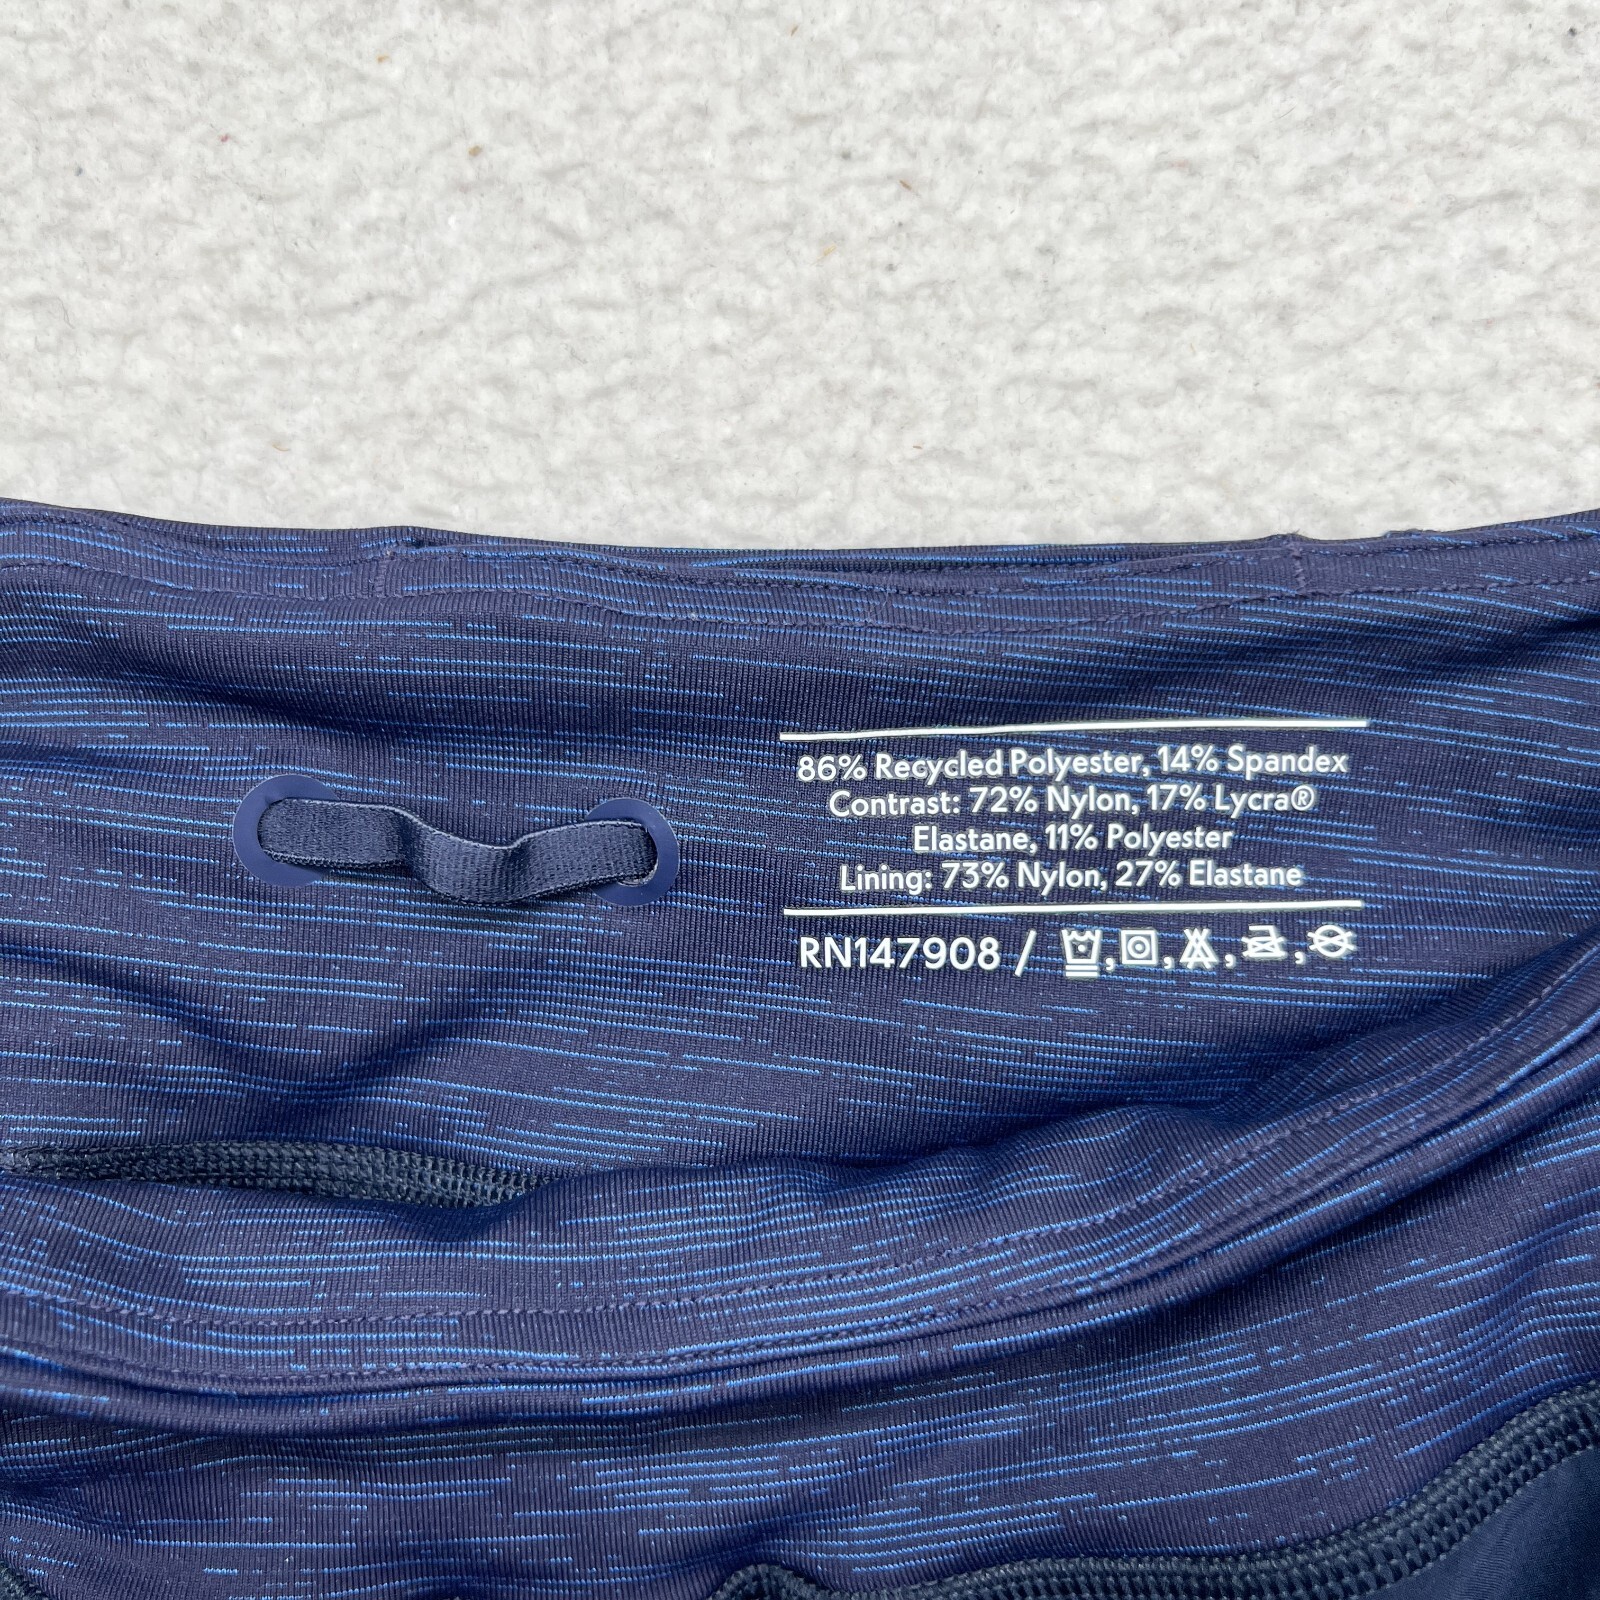 86% Recycled Polyester, 14% Spandex
Contrast: 72% Nylon, 17% Lycra®
Elastane, 11% Polyester
Lining: 73% Nylon, 27% Elastane
RN147908 /